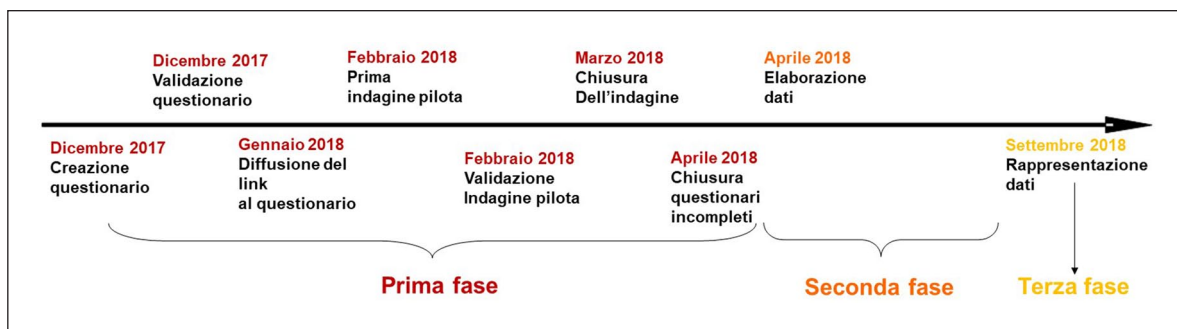 Dicembre 2017
Validazione
questionario
Febbraio 2018
Prima
indagine pilota
Marzo 2018
Chiusura
Dell'indagine
Aprile 2018
Elaborazione
dati
Dicembre 2017
Creazione
questionario
Gennaio 2018
Diffusione del
link
al questionario
Febbraio 2018
Validazione
Indagine pilota
Aprile 2018
Chiusura
questionari
incompleti
Settembre 2018
Rappresentazione
dati
Prima fase
Seconda fase
Terza fase